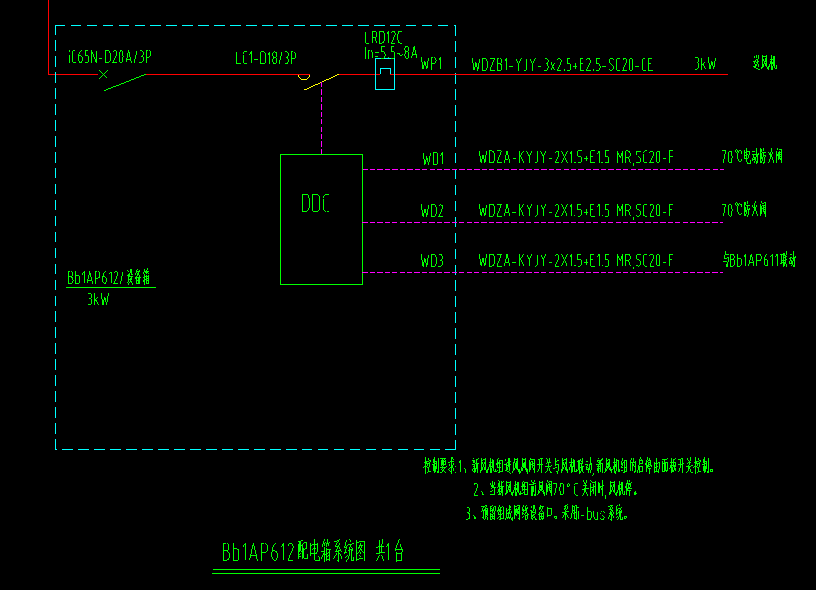 iC65N-D20A/3P
LC1-D18/3P
LRD12C
In=5.5~8A
WP1
WDZB1-YJY-3x2.5+E2.5-SC20-CE
3kW
送风机
WD1
WDZA-KYJY-2X1.5+E1.5 MR,SC20-F
70℃电动防火阀
DDC
WD2
WDZA-KYJY-2X1.5+E1.5 MR,SC20-F
70℃防火阀
WD3
WDZA-KYJY-2X1.5+E1.5 MR,SC20-F
与Bb1AP611联动
Bb1AP612/设备箱
3kW
控制要求:1、新风机组进风风阀开关与风机联动,新风机组的启停由面板开关控制。
2、当新风机组前风阀70°C关闭时,风机停。
3、预留组成网络设备口。采用i-bus系统。
Bb1AP612配电箱系统图 共1台